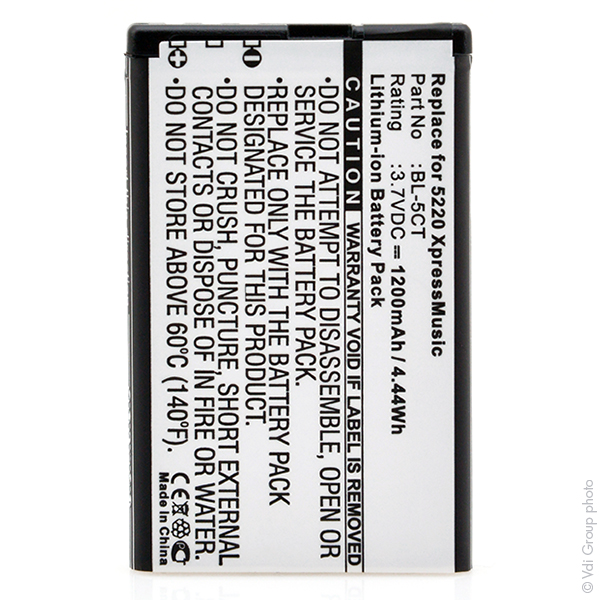 Replace for 5220 XpressMusic
Part No :BL-5CT
Rating :3.7VDC⎓1200mAh/4.44Wh
Lithium-ion Battery Pack
CAUTION WARRANTY VOID IF LABEL IS REMOVED
•DO NOT ATTEMPT TO DISASSEMBLE, OPEN OR
SERVICE BATTERY PACK.
•REPLACE ONLY WITH THE BATTERY PACK
DESIGNATED FOR THIS PRODUCT.
•DO NOT CRUSH, PUNCTURE, SHORT EXTERNAL
CONTACTS OR DISPOSE OF IN FIRE OR WATER.
•DO NOT STORE ABOVE 60°C (140°F).
CE
Made in China
© Vdi Group photo